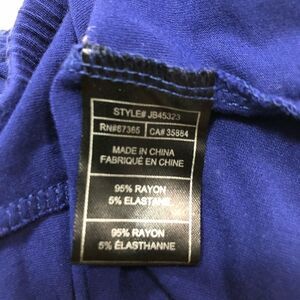 STYLE# JB45323
RN#67365 CA# 35884
MADE IN CHINA
FABRIQUÉ EN CHINE
95% RAYON
5% ELASTANE
95% RAYON
5% ÉLASTHANNE